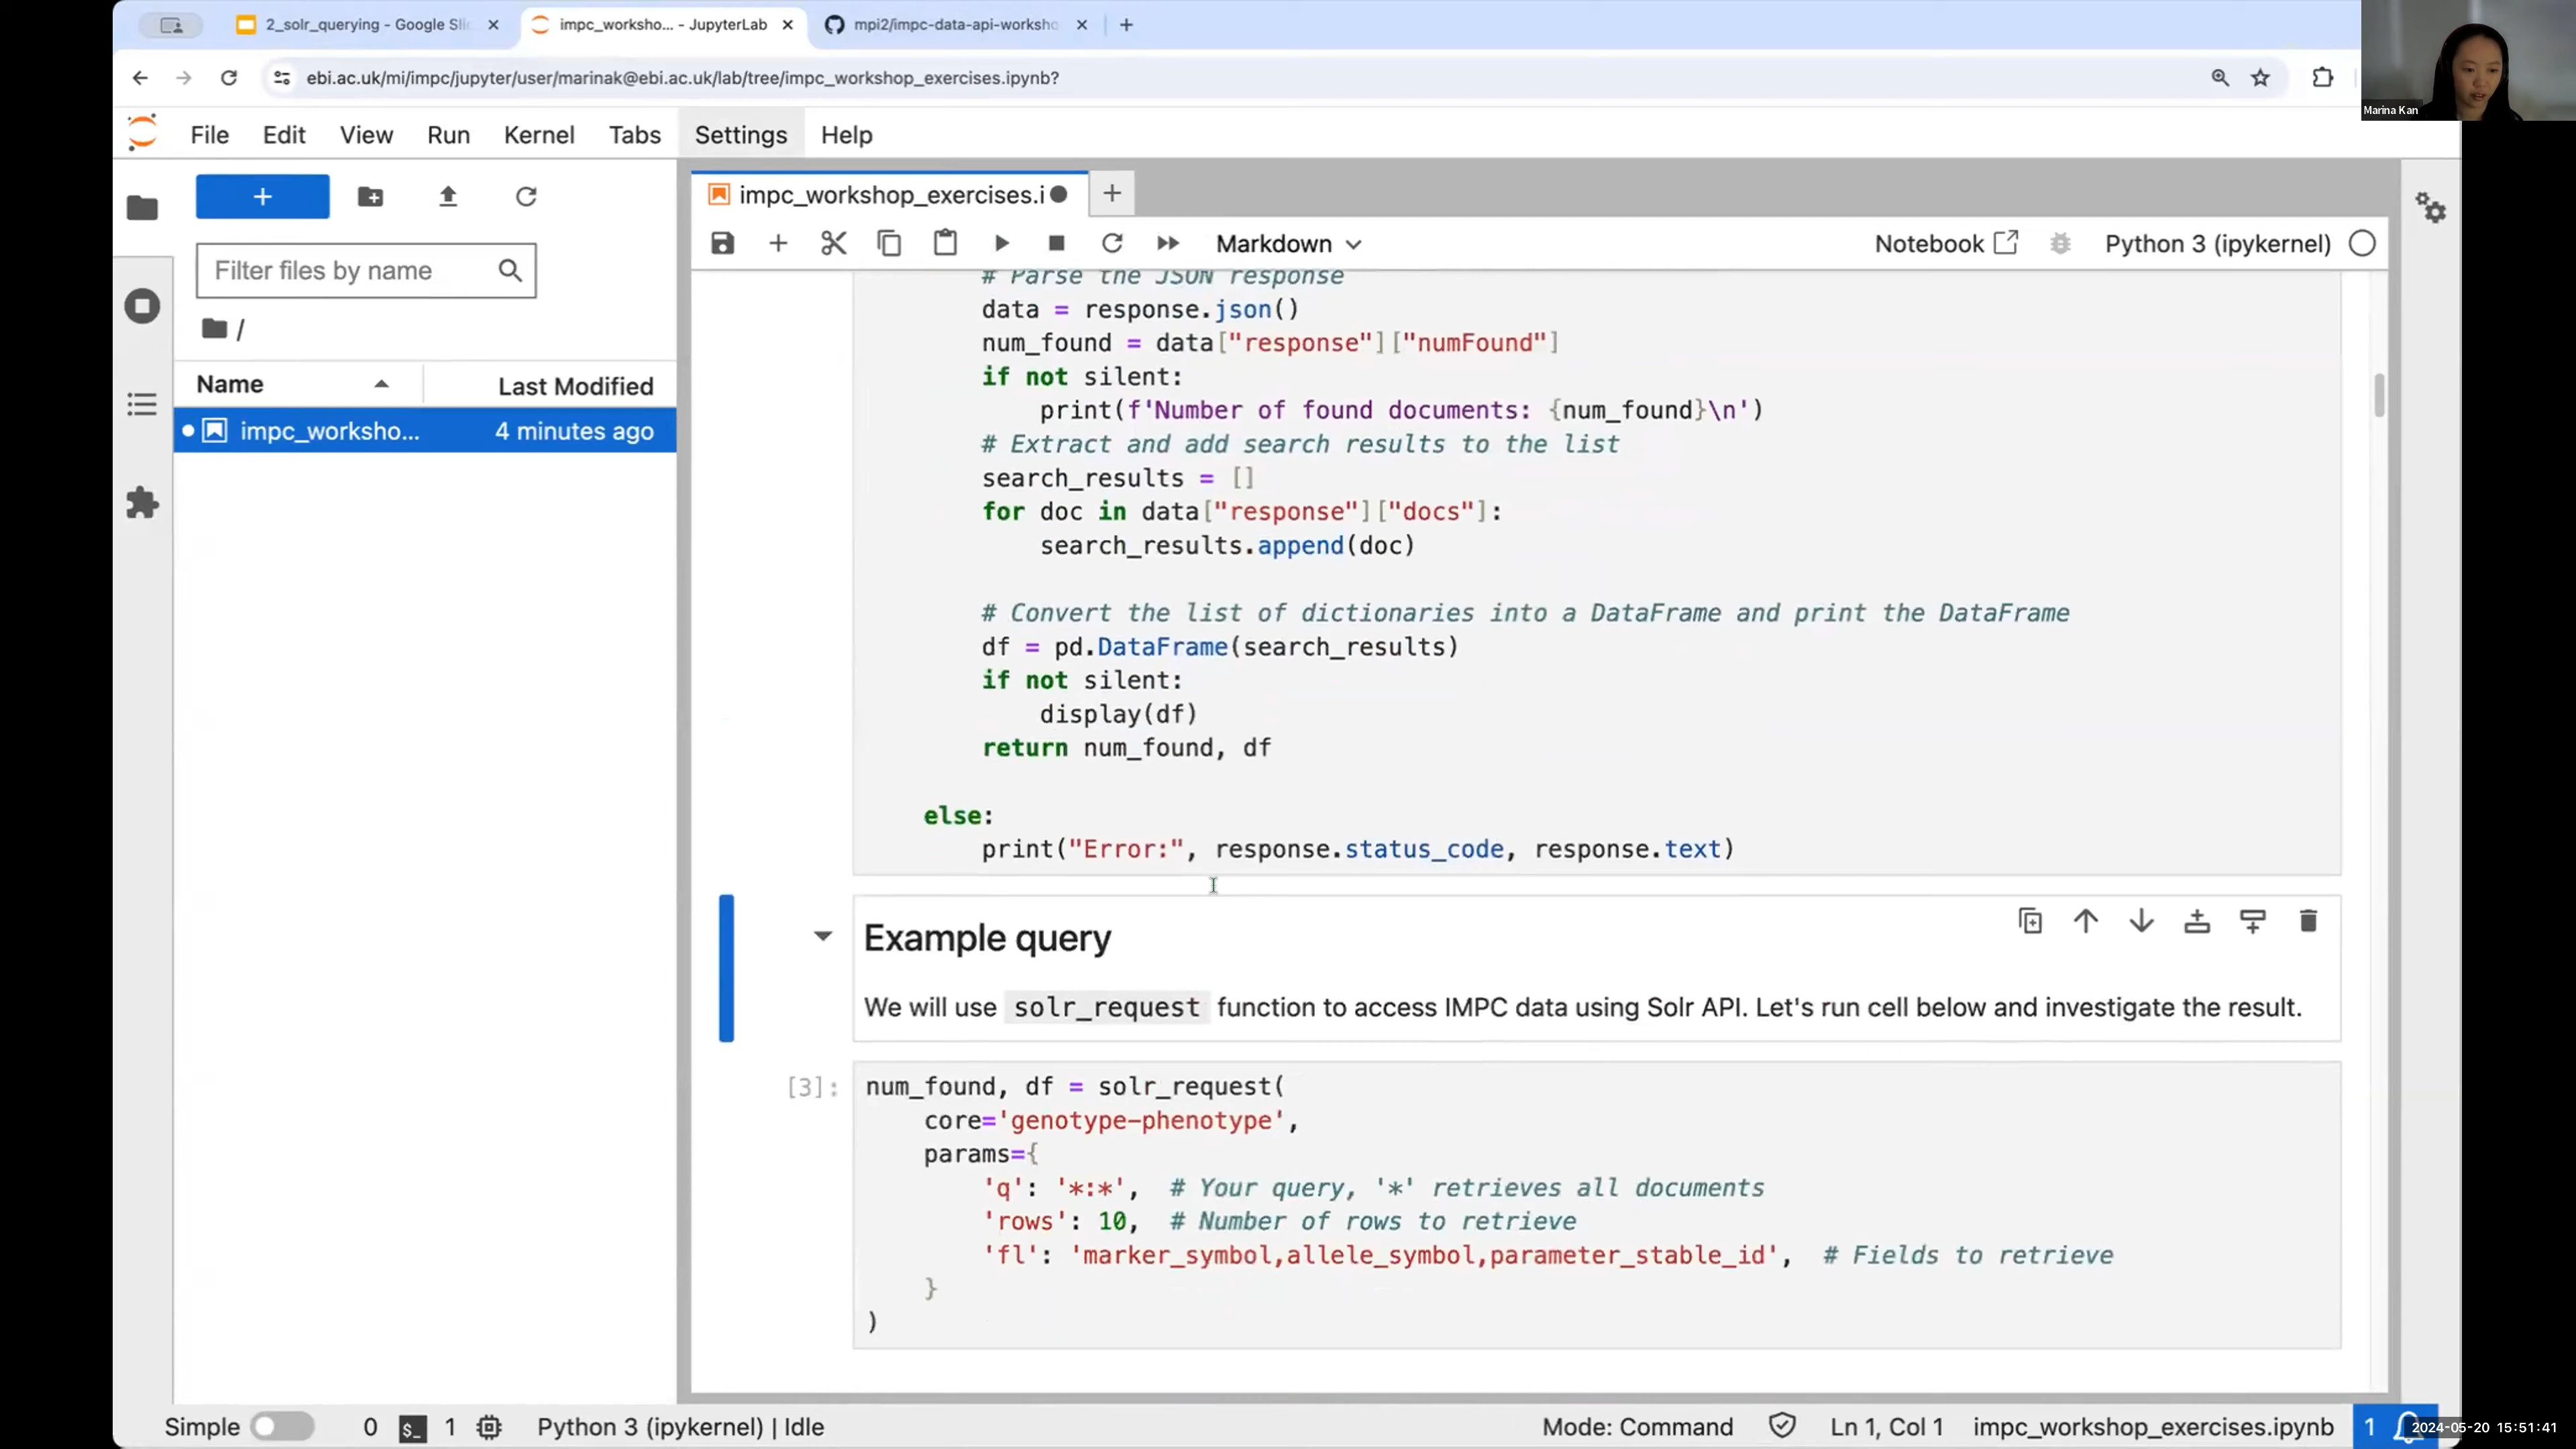 2_solr_querying - Google Sli
impc_worksho... - JupyterLab
mpi2/impc-data-api-worksho
ebi.ac.uk/mi/impc/jupyter/user/marinak@ebi.ac.uk/lab/tree/impc_workshop_exercises.ipynb?
Marina Kan
File Edit View Run Kernel Tabs Settings Help
impc_workshop_exercises.i
Filter files by name
Markdown
Notebook
Python 3 (ipykernel)
/
Name
Last Modified
impc_worksho...
4 minutes ago
# Parse the JSON response
data = response.json()
num_found = data["response"]["numFound"]
if not silent:
print(f'Number of found documents: {num_found}\n')
# Extract and add search results to the list
search_results = []
for doc in data["response"]["docs"]:
search_results.append(doc)
# Convert the list of dictionaries into a DataFrame and print the DataFrame
df = pd.DataFrame(search_results)
if not silent:
display(df)
return num_found, df
else:
print("Error:", response.status_code, response.text)
Example query
We will use solr_request function to access IMPC data using Solr API. Let's run cell below and investigate the result.
[3]:
num_found, df = solr_request(
core='genotype-phenotype',
params={
'q': '*:*', # Your query, '*' retrieves all documents
'rows': 10, # Number of rows to retrieve
'fl': 'marker_symbol,allele_symbol,parameter_stable_id', # Fields to retrieve
}
)
Simple
0
$_
1
Python 3 (ipykernel) | Idle
Mode: Command
Ln 1, Col 1
impc_workshop_exercises.ipynb
1
2024-05-20 15:51:41